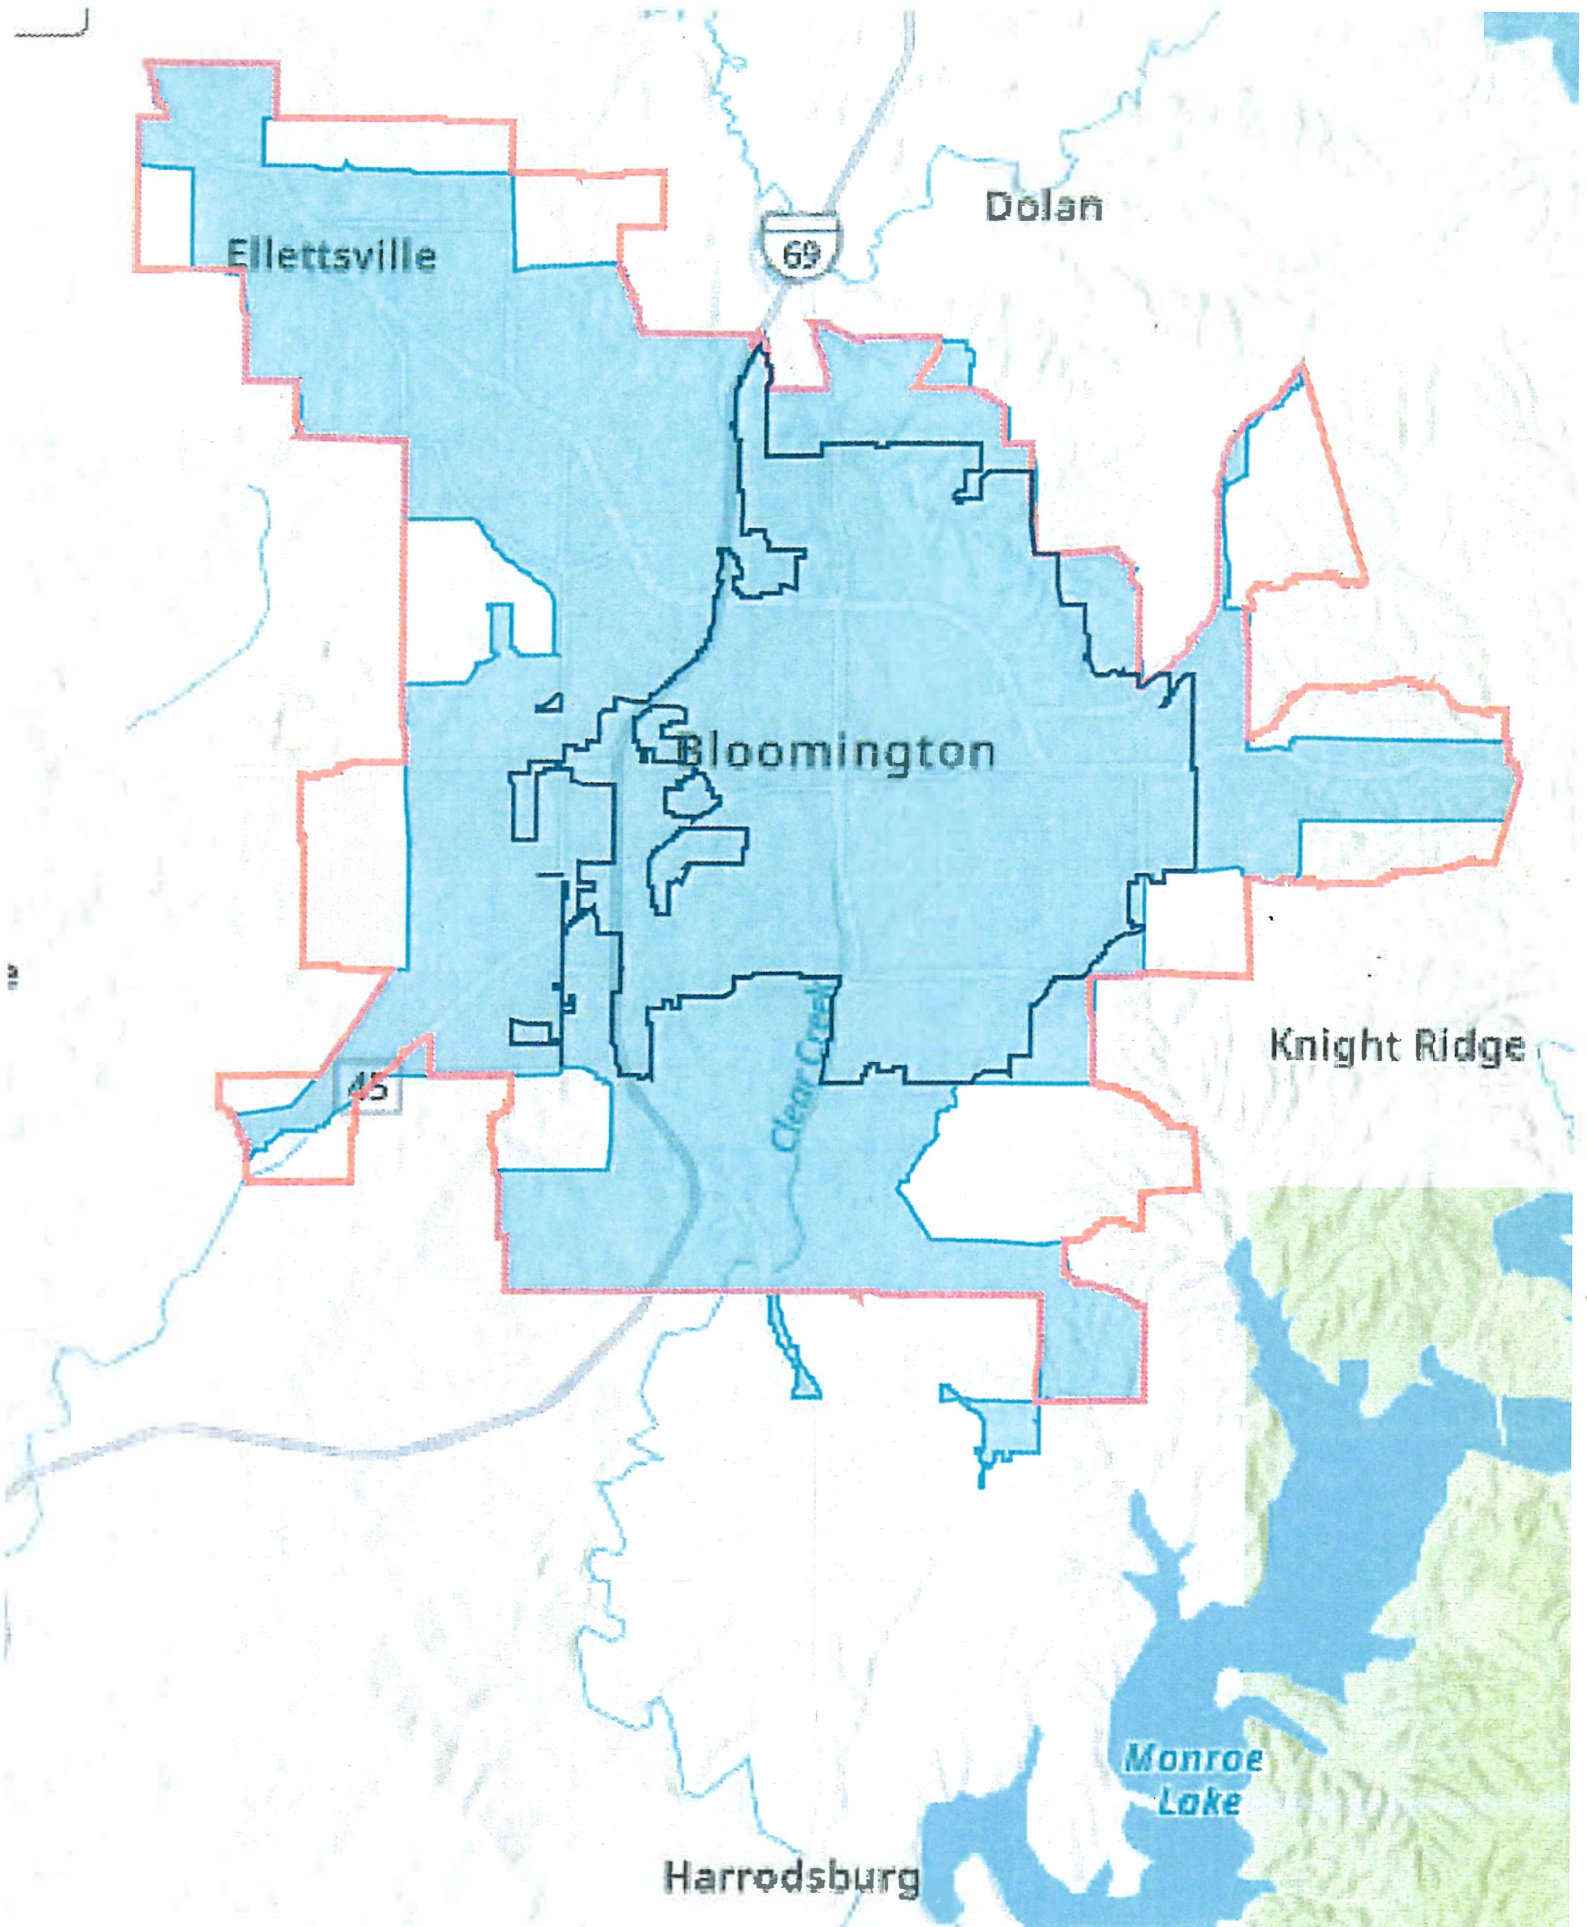 Dolan
69
Ellettsville
Bloomington
Clear Creek
Knight Ridge
45
Monroe
Lake
Harrodsburg